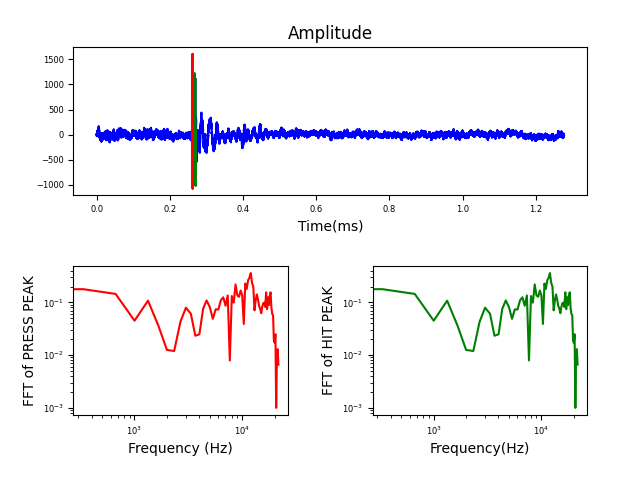 Amplitude
1500
1000
500
0
−500
−1000
0.0 0.2 0.4 0.6 0.8 1.0 1.2
Time(ms)
FFT of PRESS PEAK
10⁻¹
10⁻²
10⁻³
10³ 10⁴
Frequency (Hz)
FFT of HIT PEAK
10⁻¹
10⁻²
10⁻³
10³ 10⁴
Frequency(Hz)